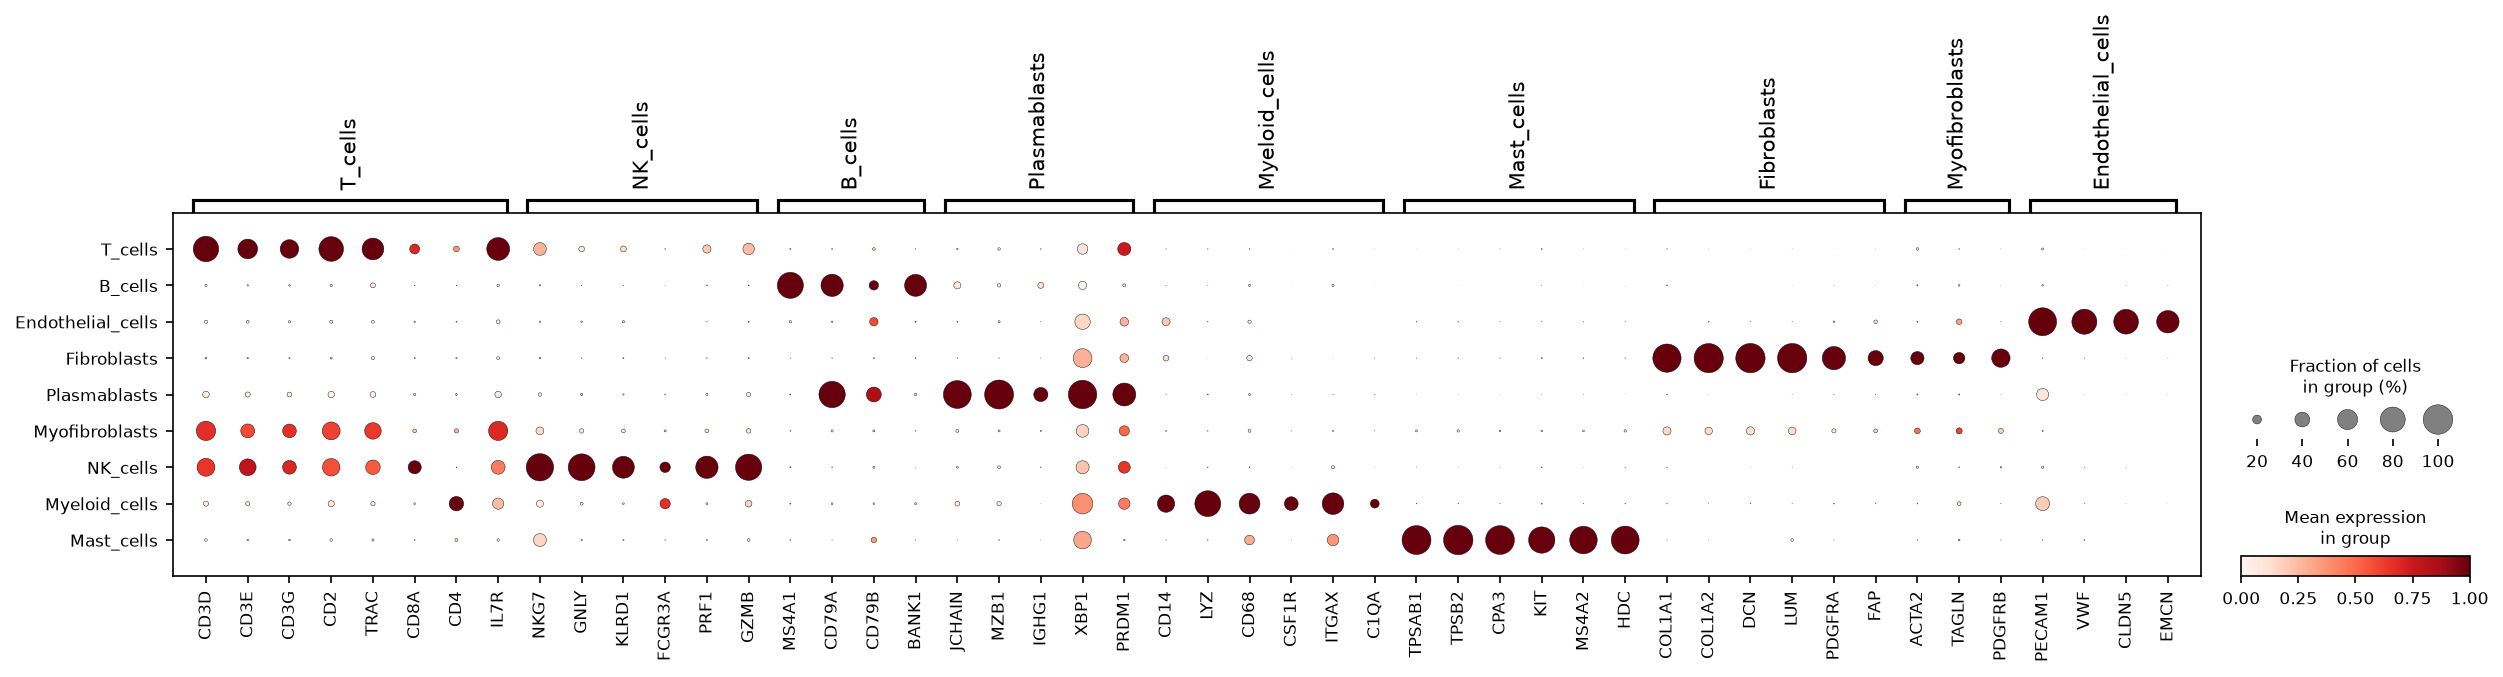 T_cells
NK_cells
B_cells
Plasmablasts
Myeloid_cells
Mast_cells
Fibroblasts
Myofibroblasts
Endothelial_cells
T_cells
B_cells
Endothelial_cells
Fibroblasts
Plasmablasts
Myofibroblasts
NK_cells
Myeloid_cells
Mast_cells
CD3D
CD3E
CD3G
CD2
TRAC
CD8A
CD4
IL7R
NKG7
GNLY
KLRD1
FCGR3A
PRF1
GZMB
MS4A1
CD79A
CD79B
BANK1
JCHAIN
MZB1
IGHG1
XBP1
PRDM1
CD14
LYZ
CD68
CSF1R
ITGAX
C1QA
TPSAB1
TPSB2
CPA3
KIT
MS4A2
HDC
COL1A1
COL1A2
DCN
LUM
PDGFRA
FAP
ACTA2
TAGLN
PDGFRB
PECAM1
VWF
CLDN5
EMCN
Fraction of cells
in group (%)
20 40 60 80 100
Mean expression
in group
0.00 0.25 0.50 0.75 1.00